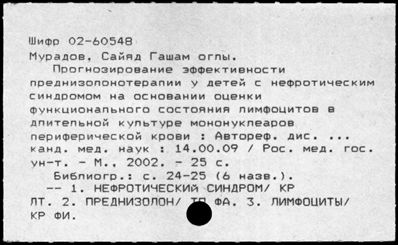 Шифр 02-60548
Мурадов, Сайяд Гашам оглы.
Прогнозирование эффективности
преднизолонотерапии у детей с нефротическим
синдромом на основании оценки
функционального состояния лимфоцитов в
длительной культуре мононуклеаров
периферической крови : Автореф. дис. ...
канд. мед. наук : 14.00.09 / Рос. мед. гос.
ун-т. - М., 2002. - 25 с.
Библиогр.: с. 24-25 (6 назв.).
-- 1. НЕФРОТИЧЕСКИЙ СИНДРОМ/ КР
ЛТ. 2. ПРЕДНИЗОЛОН/ ТП ФА. 3. ЛИМФОЦИТЫ/
КР ФИ.